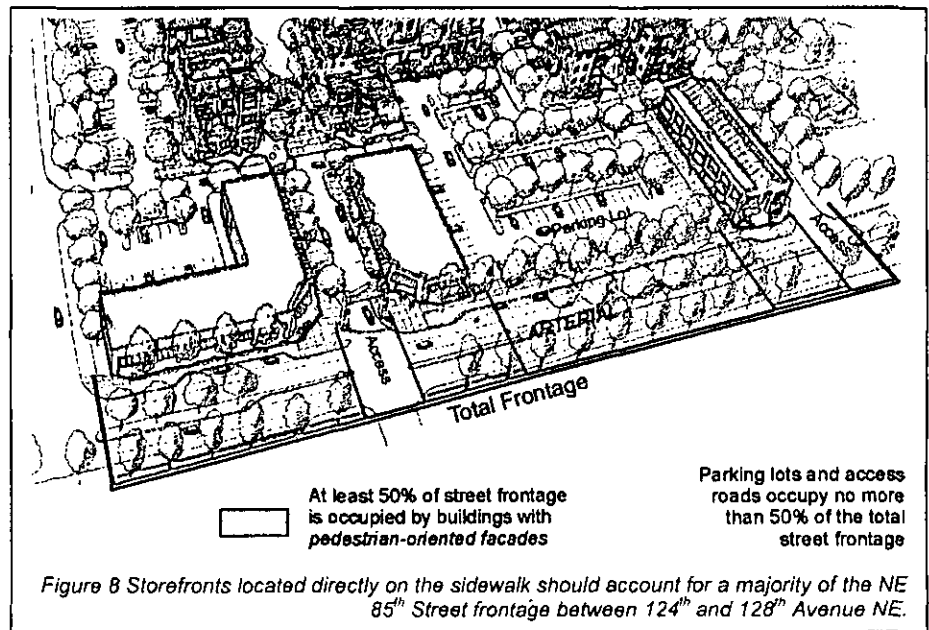 Parking Lot
Access
ARTERIAL
Access
Total Frontage
At least 50% of street frontage
is occupied by buildings with
pedestrian-oriented facades
Parking lots and access
roads occupy no more
than 50% of the total
street frontage
Figure 8 Storefronts located directly on the sidewalk should account for a majority of the NE
85th Street frontage between 124th and 128th Avenue NE.